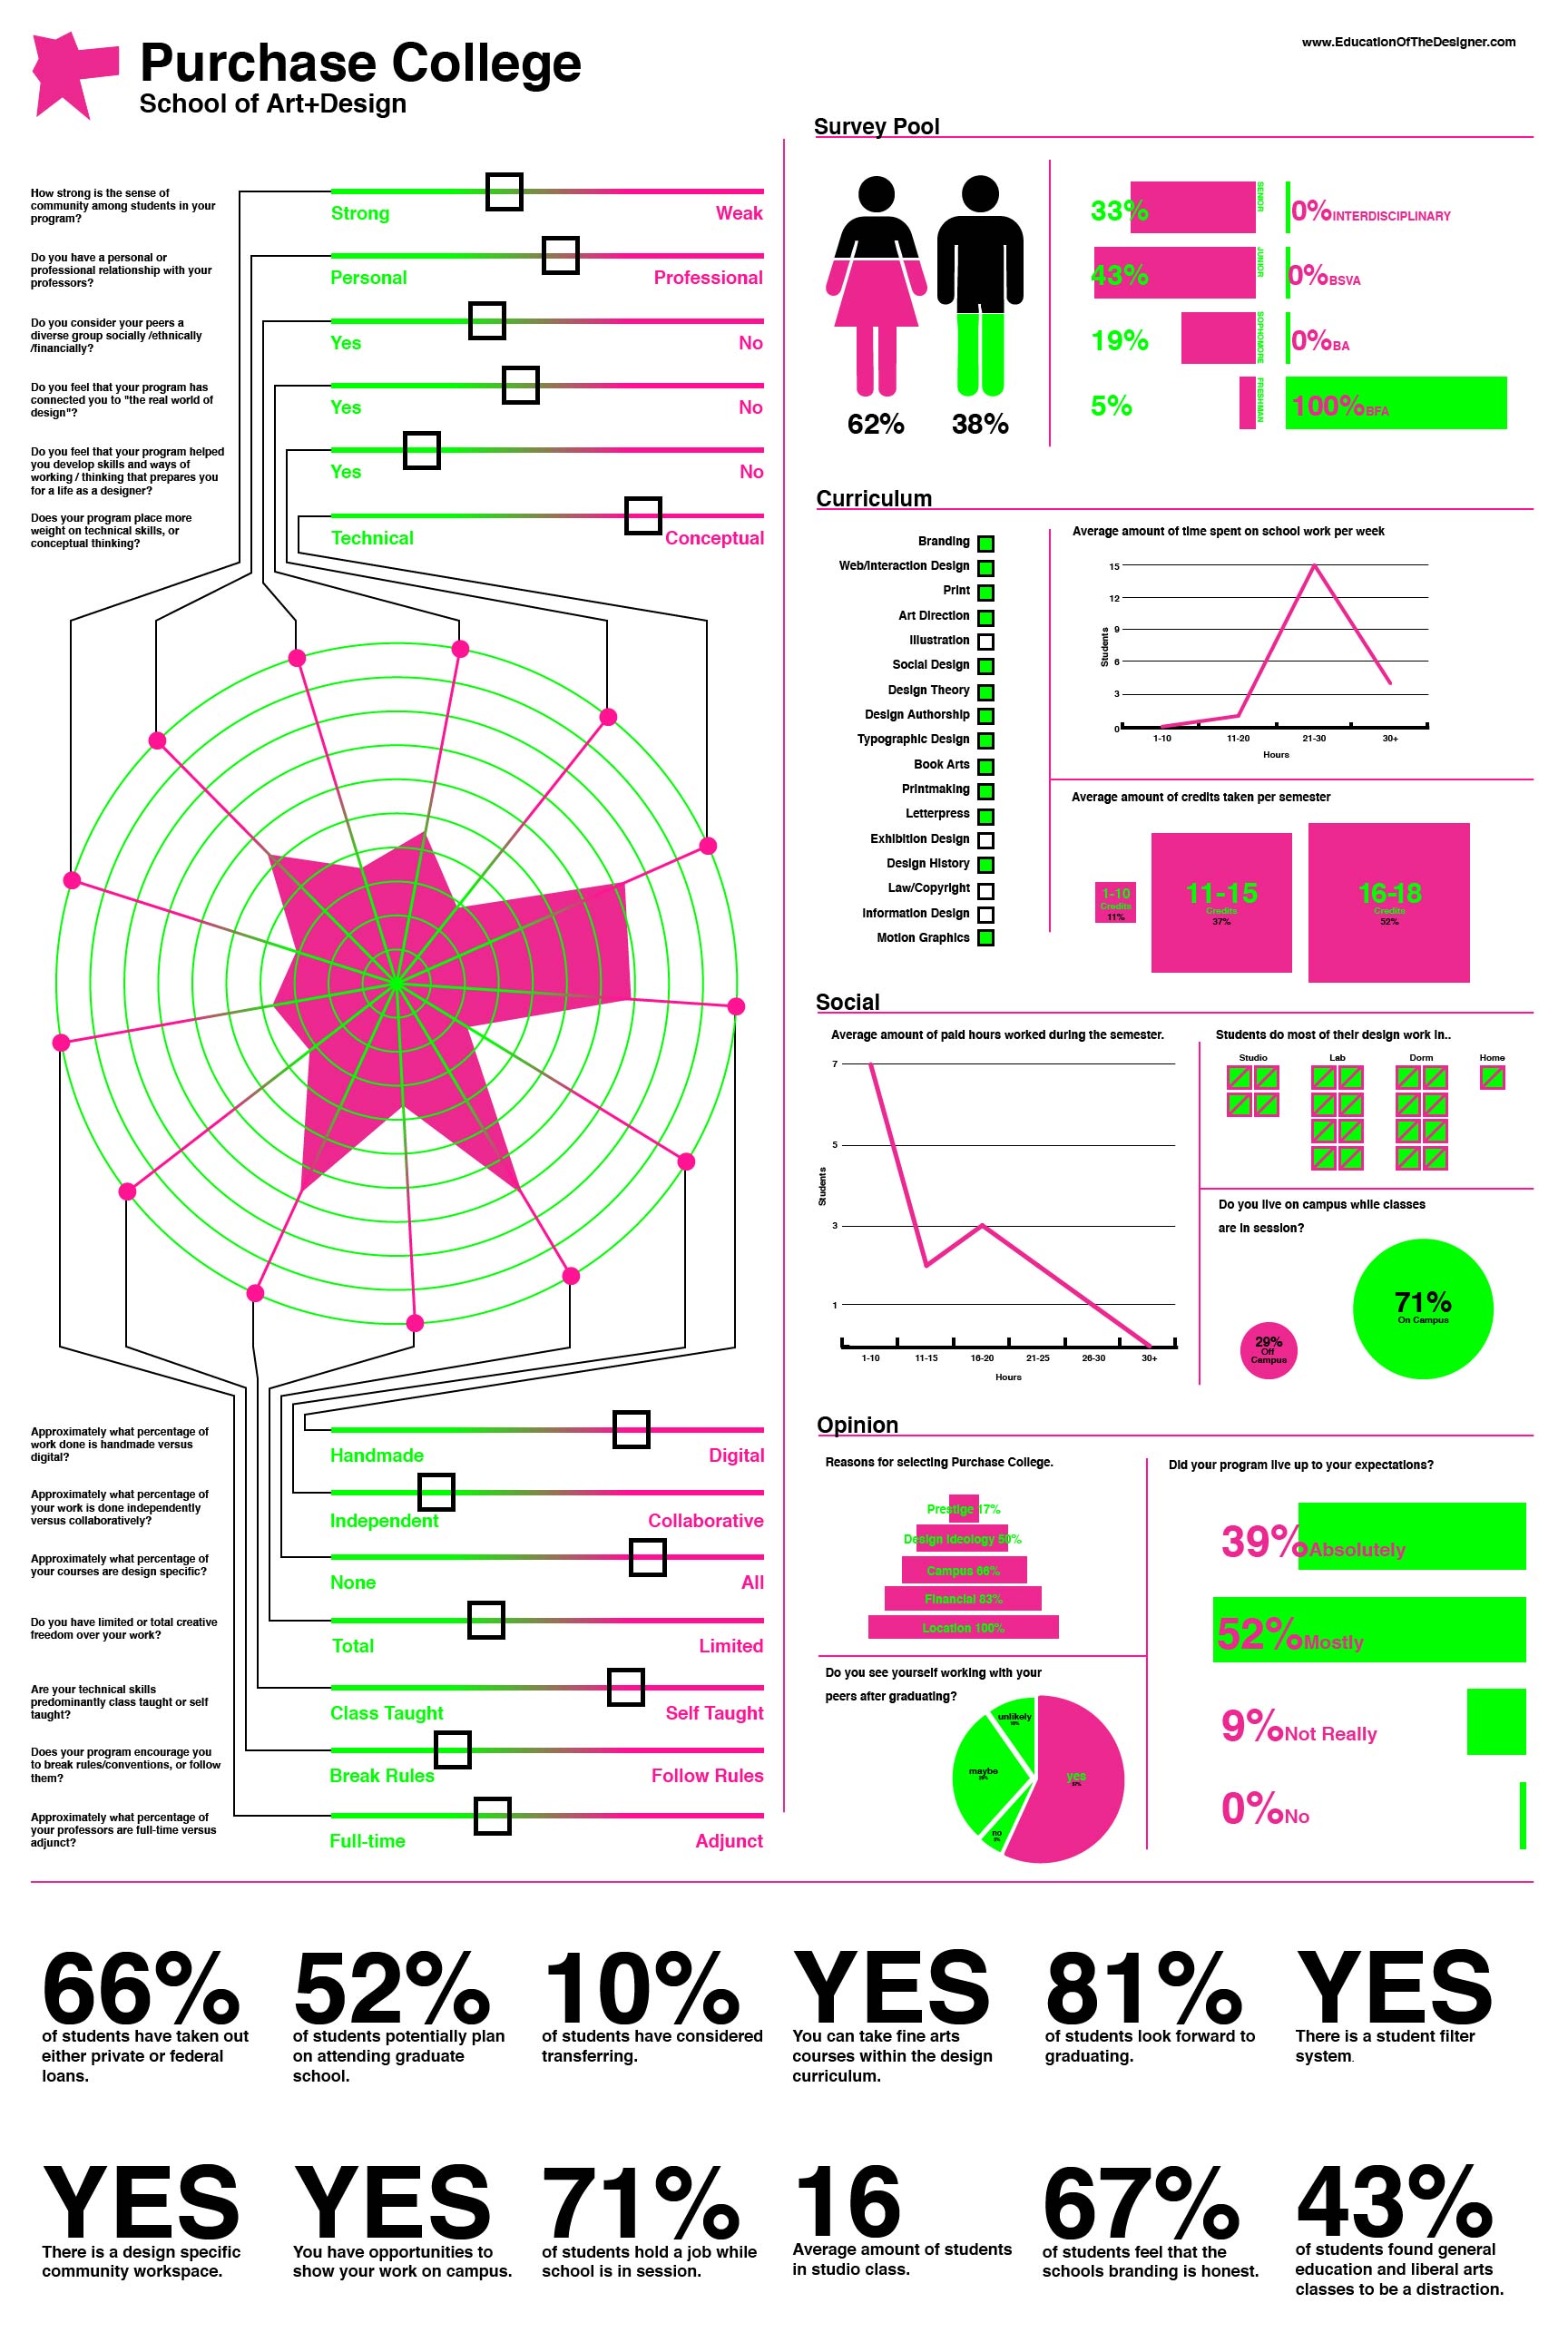 Purchase College
School of Art+Design
www.EducationOfTheDesigner.com
How strong is the sense of
community among students in your
program?
Strong
Weak
Do you have a personal or
professional relationship with your
professors?
Personal
Professional
Do you consider your peers a
diverse group socially /ethnically
/financially?
Yes
No
Do you feel that your program has
connected you to "the real world of
design"?
Yes
No
Do you feel that your program helped
you develop skills and ways of
working / thinking that prepares you
for a life as a designer?
Yes
No
Does your program place more
weight on technical skills, or
conceptual thinking?
Technical
Conceptual
Approximately what percentage of
work done is handmade versus
digital?
Handmade
Digital
Approximately what percentage of
your work is done independently
versus collaboratively?
Independent
Collaborative
Approximately what percentage of
your courses are design specific?
None
All
Do you have limited or total creative
freedom over your work?
Total
Limited
Are your technical skills
predominantly class taught or self
taught?
Class Taught
Self Taught
Does your program encourage you
to break rules/conventions, or follow
them?
Break Rules
Follow Rules
Approximately what percentage of
your professors are full-time versus
adjunct?
Full-time
Adjunct
Survey Pool
62%
38%
33%
SENIOR
0%INTERDISCIPLINARY
43%
JUNIOR
0%BSVA
19%
SOPHOMORE
0%BA
5%
FRESHMAN
100%BFA
Curriculum
Branding
Web/Interaction Design
Print
Art Direction
Illustration
Social Design
Design Theory
Design Authorship
Typographic Design
Book Arts
Printmaking
Letterpress
Exhibition Design
Design History
Law/Copyright
Information Design
Motion Graphics
Average amount of time spent on school work per week
15
12
9
6
3
0
Students
1-10
11-20
21-30
30+
Hours
Average amount of credits taken per semester
1-10
Credits
11%
11-15
Credits
37%
16-18
Credits
52%
Social
Average amount of paid hours worked during the semester.
7
5
3
1
Students
1-10
11-15
16-20
21-25
26-30
30+
Hours
Students do most of their design work in..
Studio
Lab
Dorm
Home
Do you live on campus while classes
are in session?
71%
On Campus
29%
Off
Campus
Opinion
Reasons for selecting Purchase College.
Prestige 17%
Design Ideology 50%
Campus 66%
Financial 83%
Location 100%
Do you see yourself working with your
peers after graduating?
unlikely
maybe
yes
no
Did your program live up to your expectations?
39%Absolutely
52%Mostly
9%Not Really
0%No
66%
of students have taken out
either private or federal
loans.
52%
of students potentially plan
on attending graduate
school.
10%
of students have considered
transferring.
YES
You can take fine arts
courses within the design
curriculum.
81%
of students look forward to
graduating.
YES
There is a student filter
system.
YES
There is a design specific
community workspace.
YES
You have opportunities to
show your work on campus.
71%
of students hold a job while
school is in session.
16
Average amount of students
in studio class.
67%
of students feel that the
schools branding is honest.
43%
of students found general
education and liberal arts
classes to be a distraction.